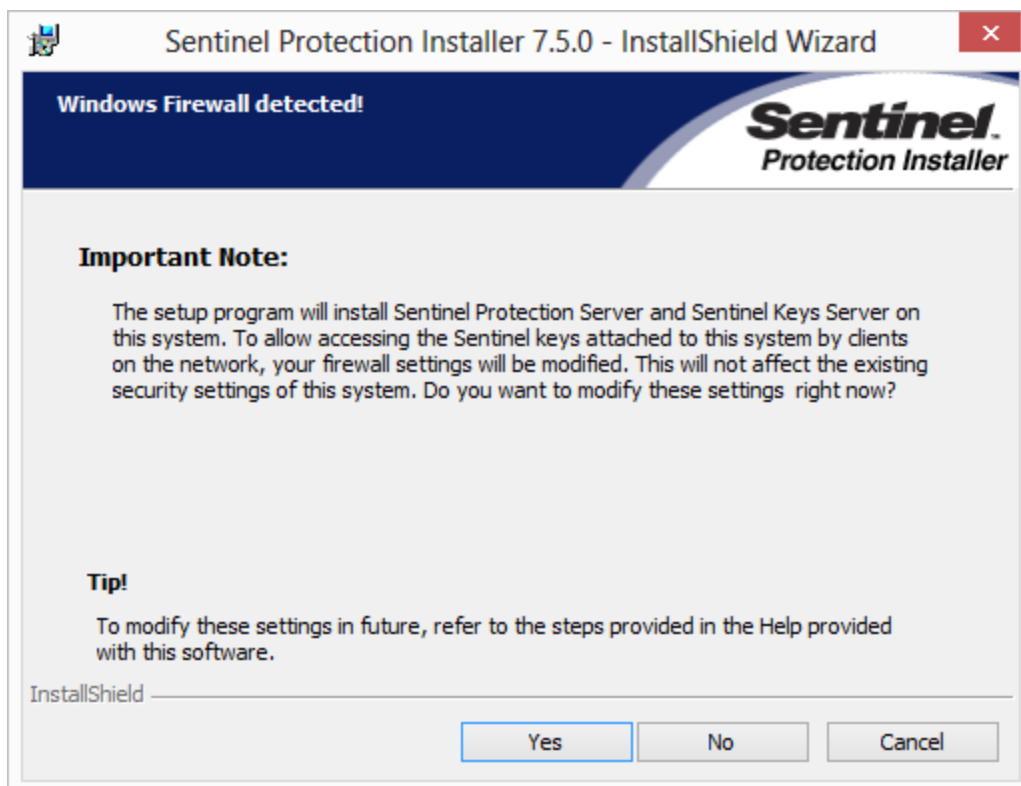 Sentinel Protection Installer 7.5.0 - InstallShield Wizard
Windows Firewall detected!
Sentinel.
Protection Installer
Important Note:
The setup program will install Sentinel Protection Server and Sentinel Keys Server on
this system. To allow accessing the Sentinel keys attached to this system by clients
on the network, your firewall settings will be modified. This will not affect the existing
security settings of this system. Do you want to modify these settings  right now?
Tip!
To modify these settings in future, refer to the steps provided in the Help provided
with this software.
InstallShield
Yes
No
Cancel